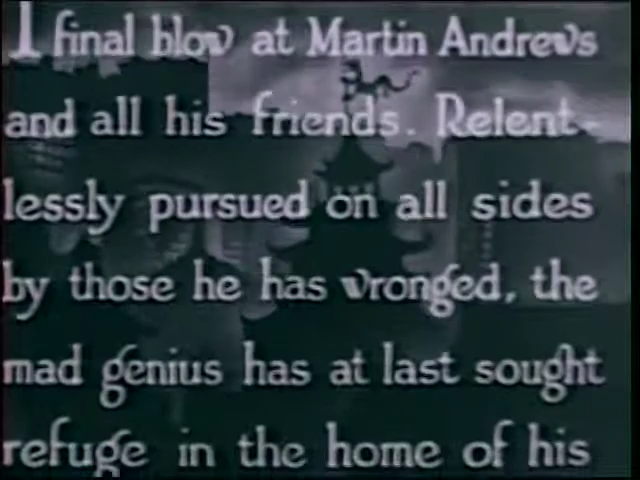 final blow at Martin Andrews
and all his friends. Relent-
lessly pursued on all sides
by those he has wronged, the
mad genius has at last sought
refuge in the home of his